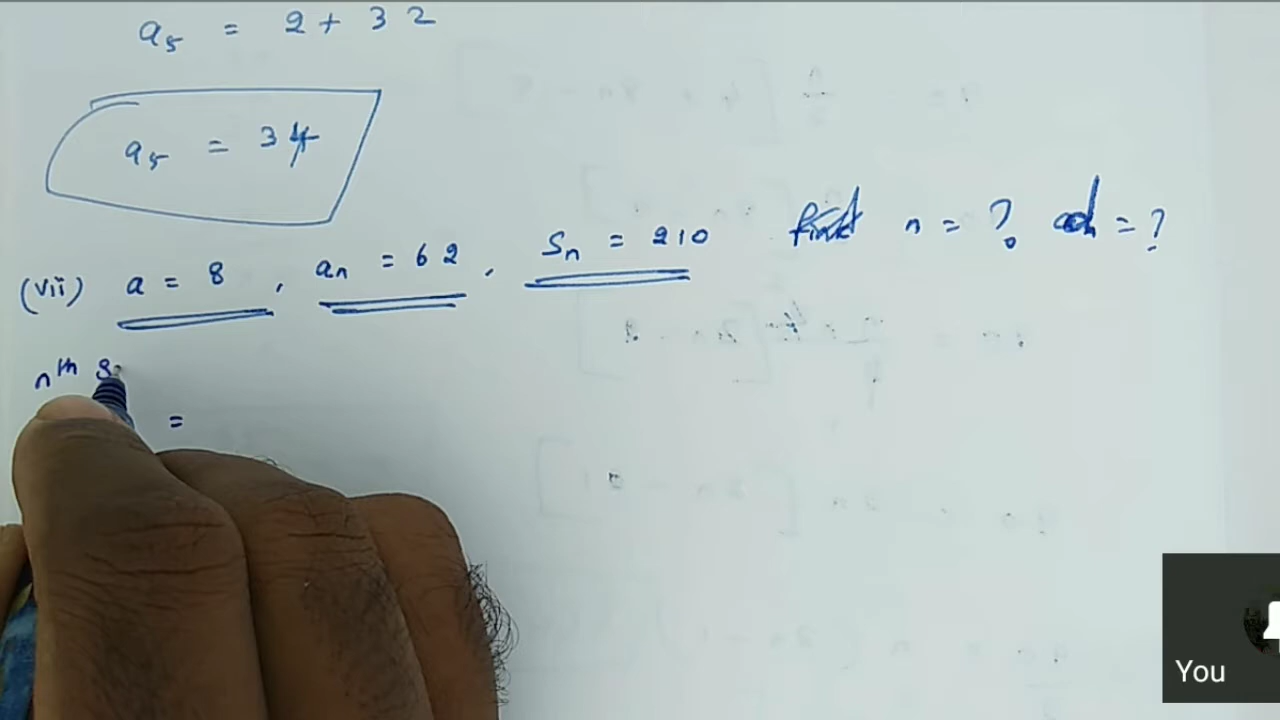 a₅ = 2 + 32
a₅ = 34
(vii) a = 8 , aₙ = 62 , Sₙ = 210 find n = ? d = ?
nᵗʰ
=
You